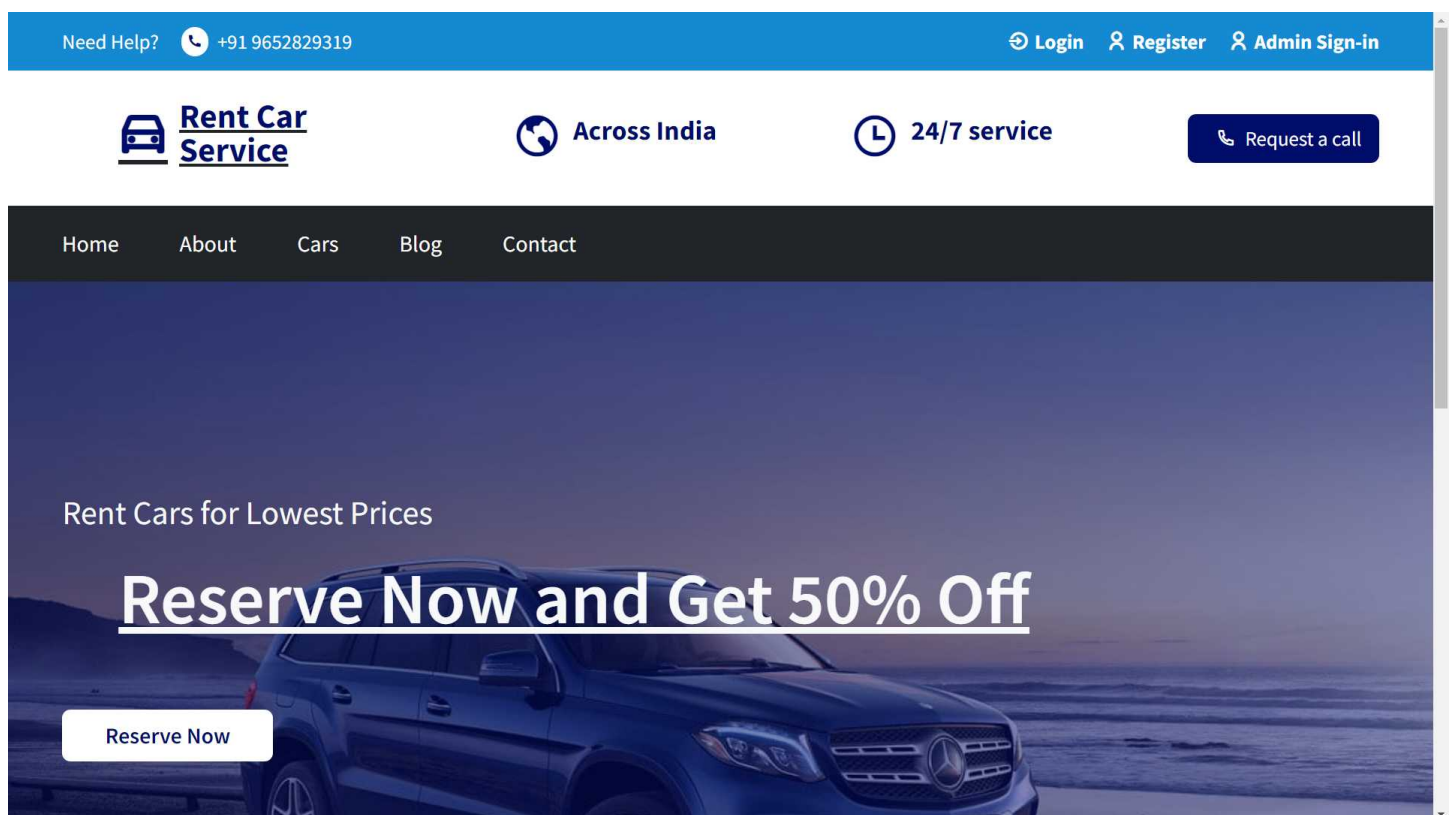 Need Help? +91 9652829319 Login Register Admin Sign-in
Rent Car
Service
Across India
24/7 service
Request a call
Home About Cars Blog Contact
Rent Cars for Lowest Prices
Reserve Now and Get 50% Off
Reserve Now